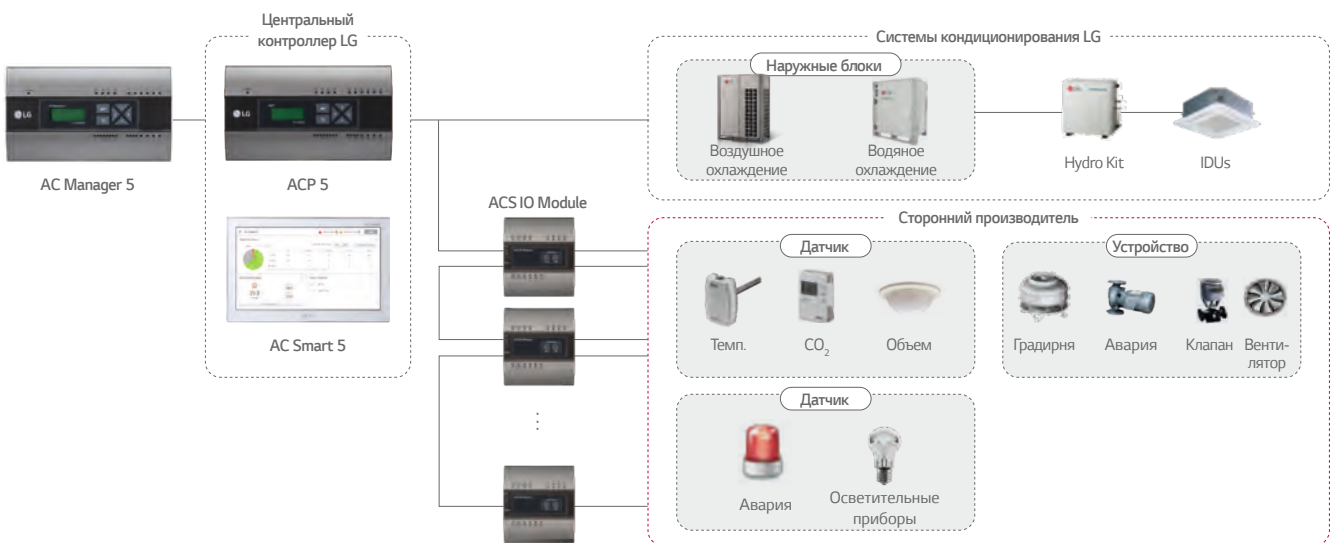 Центральный
контроллер LG
Системы кондиционирования LG
Наружные блоки
LG
LG
Воздушное
охлаждение
Водяное
охлаждение
Hydro Kit
IDUs
AC Manager 5
ACP 5
ACS IO Module
Сторонний производитель
Датчик
Устройство
Темп.
CO₂
Объем
Градирня
Авария
Клапан
Венти-
лятор
AC Smart 5
Датчик
Авария
Осветительные
приборы